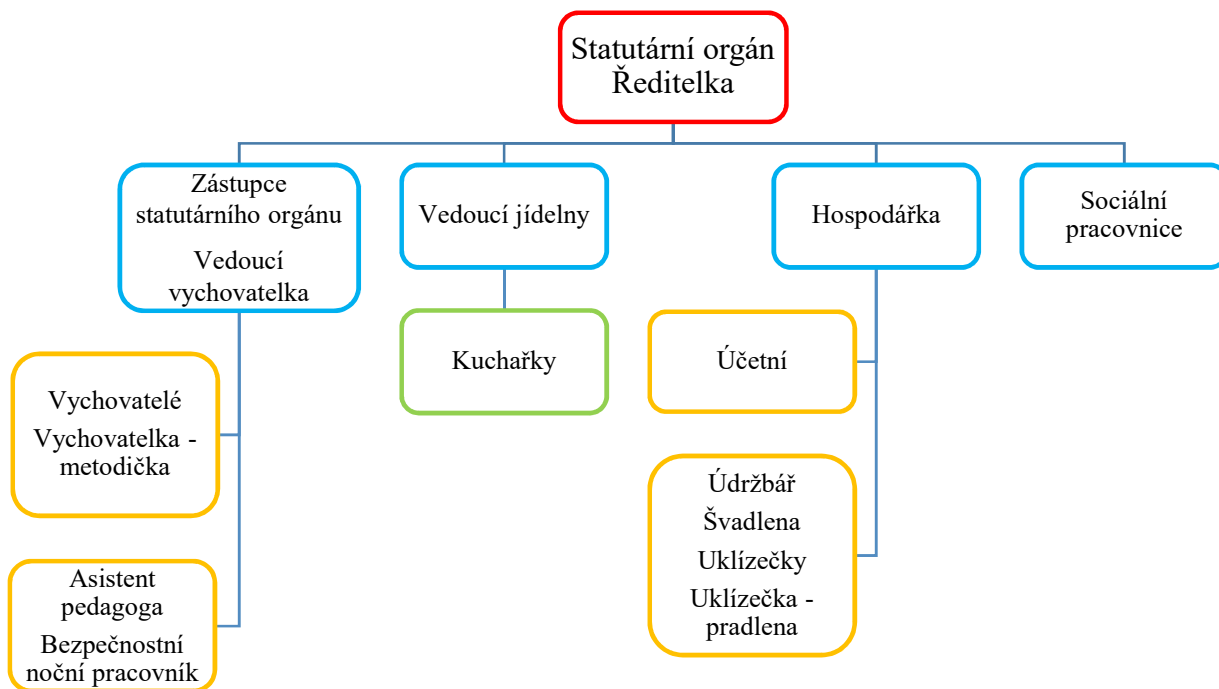 Statutární orgán
Ředitelka
Zástupce
statutárního orgánu
Vedoucí
vychovatelka
Vedoucí jídelny
Hospodářka
Sociální
pracovnice
Vychovatelé
Vychovatelka -
metodička
Asistent
pedagoga
Bezpečnostní
noční pracovník
Kuchařky
Účetní
Údržbář
Švadlena
Uklízečky
Uklízečka -
pradlena